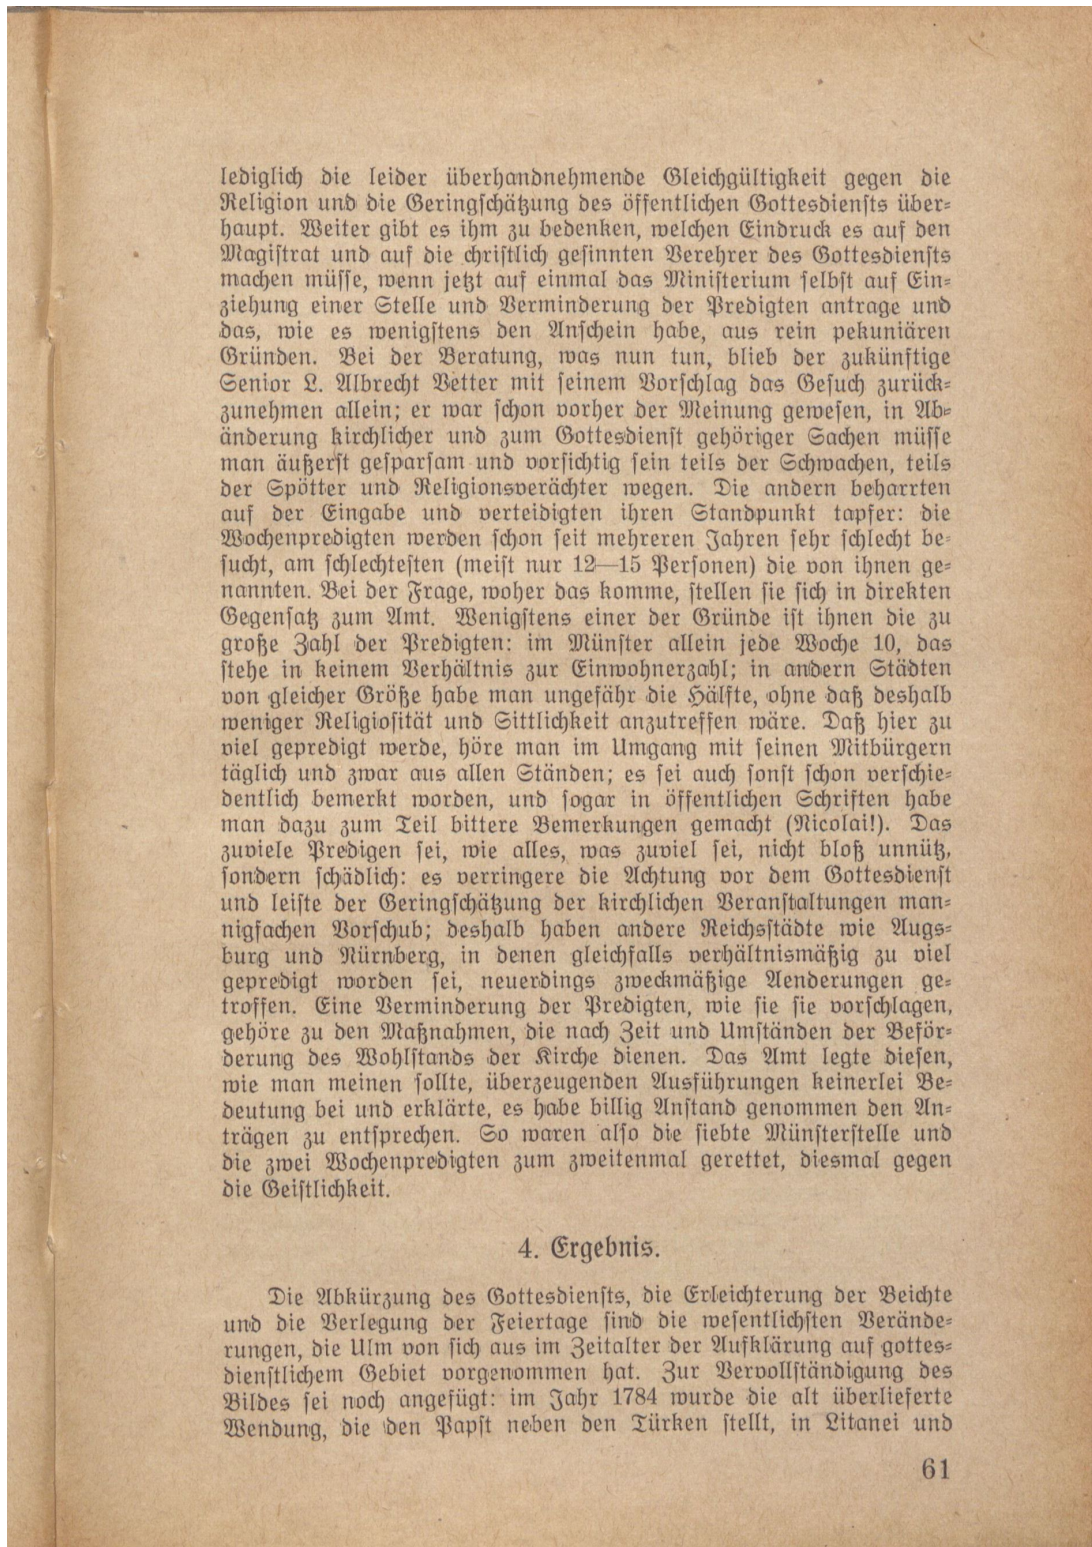 lediglich die leider überhandnehmende Gleichgültigkeit gegen die
Religion und die Geringschätzung des öffentlichen Gottesdiensts über-
haupt. Weiter gibt es ihm zu bedenken, welchen Eindruck es auf den
Magistrat und auf die christlich gesinnten Verehrer des Gottesdiensts
machen müsse, wenn jetzt auf einmal das Ministerium selbst auf Ein-
ziehung einer Stelle und Verminderung der Predigten antrage und
das, wie es wenigstens den Anschein habe, aus rein pekuniären
Gründen. Bei der Beratung, was nun tun, blieb der zukünftige
Senior L. Albrecht Vetter mit seinem Vorschlag das Gesuch zurück-
zunehmen allein; er war schon vorher der Meinung gewesen, in Ab-
änderung kirchlicher und zum Gottesdienst gehöriger Sachen müsse
man äußerst gesparsam und vorsichtig sein teils der Schwachen, teils
der Spötter und Religionsverächter wegen. Die andern beharrten
auf der Eingabe und verteidigten ihren Standpunkt tapfer: die
Wochenpredigten werden schon seit mehreren Jahren sehr schlecht be-
sucht, am schlechtesten (meist nur 12—15 Personen) die von ihnen ge-
nannten. Bei der Frage, woher das komme, stellen sie sich in direkten
Gegensatz zum Amt. Wenigstens einer der Gründe ist ihnen die zu
große Zahl der Predigten: im Münster allein jede Woche 10, das
stehe in keinem Verhältnis zur Einwohnerzahl; in andern Städten
von gleicher Größe habe man ungefähr die Hälfte, ohne daß deshalb
weniger Religiosität und Sittlichkeit anzutreffen wäre. Daß hier zu
viel gepredigt werde, höre man im Umgang mit seinen Mitbürgern
täglich und zwar aus allen Ständen; es sei auch sonst schon verschie-
dentlich bemerkt worden, und sogar in öffentlichen Schriften habe
man dazu zum Teil bittere Bemerkungen gemacht (Nicolai!). Das
zuviele Predigen sei, wie alles, was zuviel sei, nicht bloß unnütz,
sondern schädlich: es verringere die Achtung vor dem Gottesdienst
und leiste der Geringschätzung der kirchlichen Veranstaltungen man-
nigfachen Vorschub; deshalb haben andere Reichsstädte wie Augs-
burg und Nürnberg, in denen gleichfalls verhältnismäßig zu viel
gepredigt worden sei, neuerdings zweckmäßige Aenderungen ge-
troffen. Eine Verminderung der Predigten, wie sie sie vorschlagen,
gehöre zu den Maßnahmen, die nach Zeit und Umständen der Beför-
derung des Wohlstands der Kirche dienen. Das Amt legte diesen,
wie man meinen sollte, überzeugenden Ausführungen keinerlei Be-
deutung bei und erklärte, es habe billig Anstand genommen den An-
trägen zu entsprechen. So waren also die siebte Münsterstelle und
die zwei Wochenpredigten zum zweitenmal gerettet, diesmal gegen
die Geistlichkeit.
4. Ergebnis.
Die Abkürzung des Gottesdiensts, die Erleichterung der Beichte
und die Verlegung der Feiertage sind die wesentlichsten Verände-
rungen, die Ulm von sich aus im Zeitalter der Aufklärung auf gottes-
dienstlichem Gebiet vorgenommen hat. Zur Vervollständigung des
Bildes sei noch angefügt: im Jahr 1784 wurde die alt überlieferte
Wendung, die den Papst neben den Türken stellt, in Litanei und
61